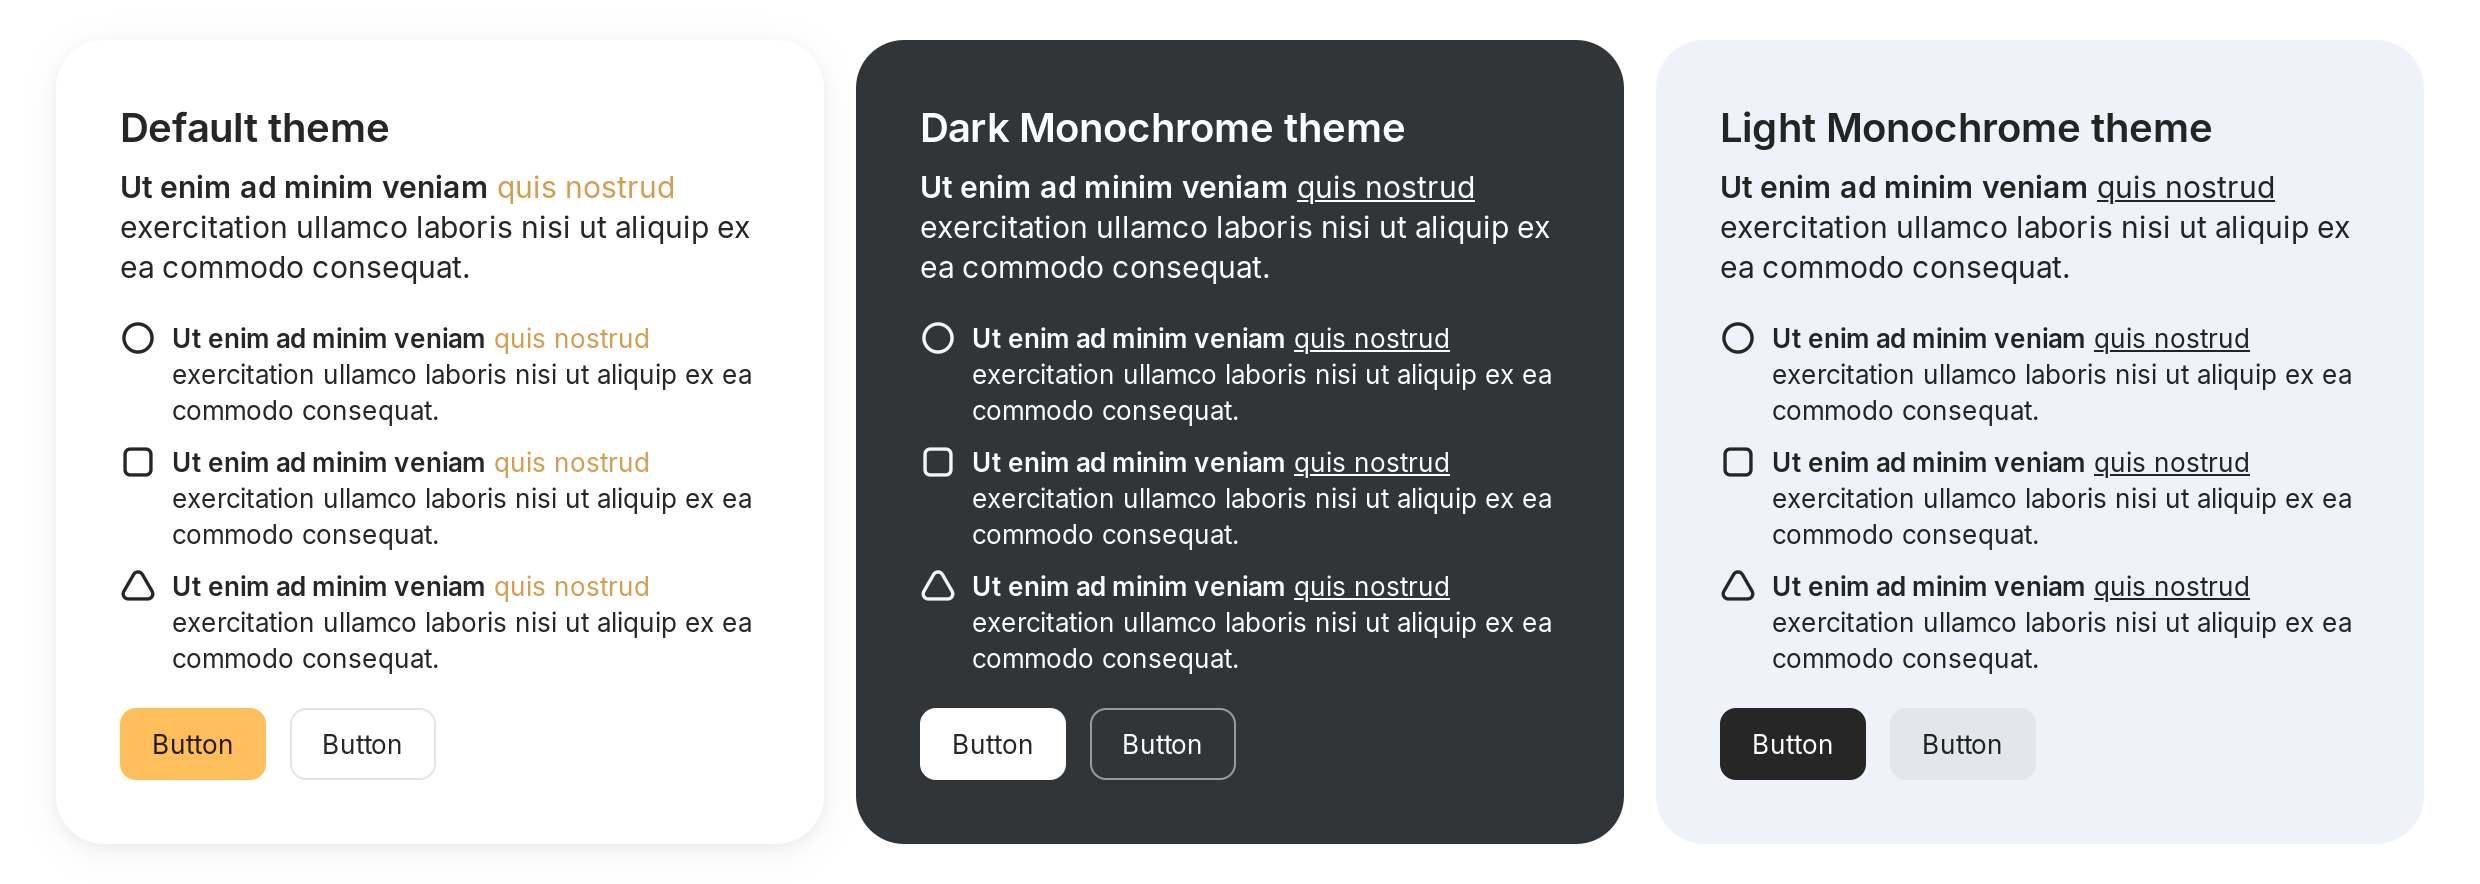 Default theme
Ut enim ad minim veniam quis nostrud
exercitation ullamco laboris nisi ut aliquip ex
ea commodo consequat.
Ut enim ad minim veniam quis nostrud
exercitation ullamco laboris nisi ut aliquip ex ea
commodo consequat.
Ut enim ad minim veniam quis nostrud
exercitation ullamco laboris nisi ut aliquip ex ea
commodo consequat.
Ut enim ad minim veniam quis nostrud
exercitation ullamco laboris nisi ut aliquip ex ea
commodo consequat.
Button
Button
Dark Monochrome theme
Ut enim ad minim veniam quis nostrud
exercitation ullamco laboris nisi ut aliquip ex
ea commodo consequat.
Ut enim ad minim veniam quis nostrud
exercitation ullamco laboris nisi ut aliquip ex ea
commodo consequat.
Ut enim ad minim veniam quis nostrud
exercitation ullamco laboris nisi ut aliquip ex ea
commodo consequat.
Ut enim ad minim veniam quis nostrud
exercitation ullamco laboris nisi ut aliquip ex ea
commodo consequat.
Button
Button
Light Monochrome theme
Ut enim ad minim veniam quis nostrud
exercitation ullamco laboris nisi ut aliquip ex
ea commodo consequat.
Ut enim ad minim veniam quis nostrud
exercitation ullamco laboris nisi ut aliquip ex ea
commodo consequat.
Ut enim ad minim veniam quis nostrud
exercitation ullamco laboris nisi ut aliquip ex ea
commodo consequat.
Ut enim ad minim veniam quis nostrud
exercitation ullamco laboris nisi ut aliquip ex ea
commodo consequat.
Button
Button